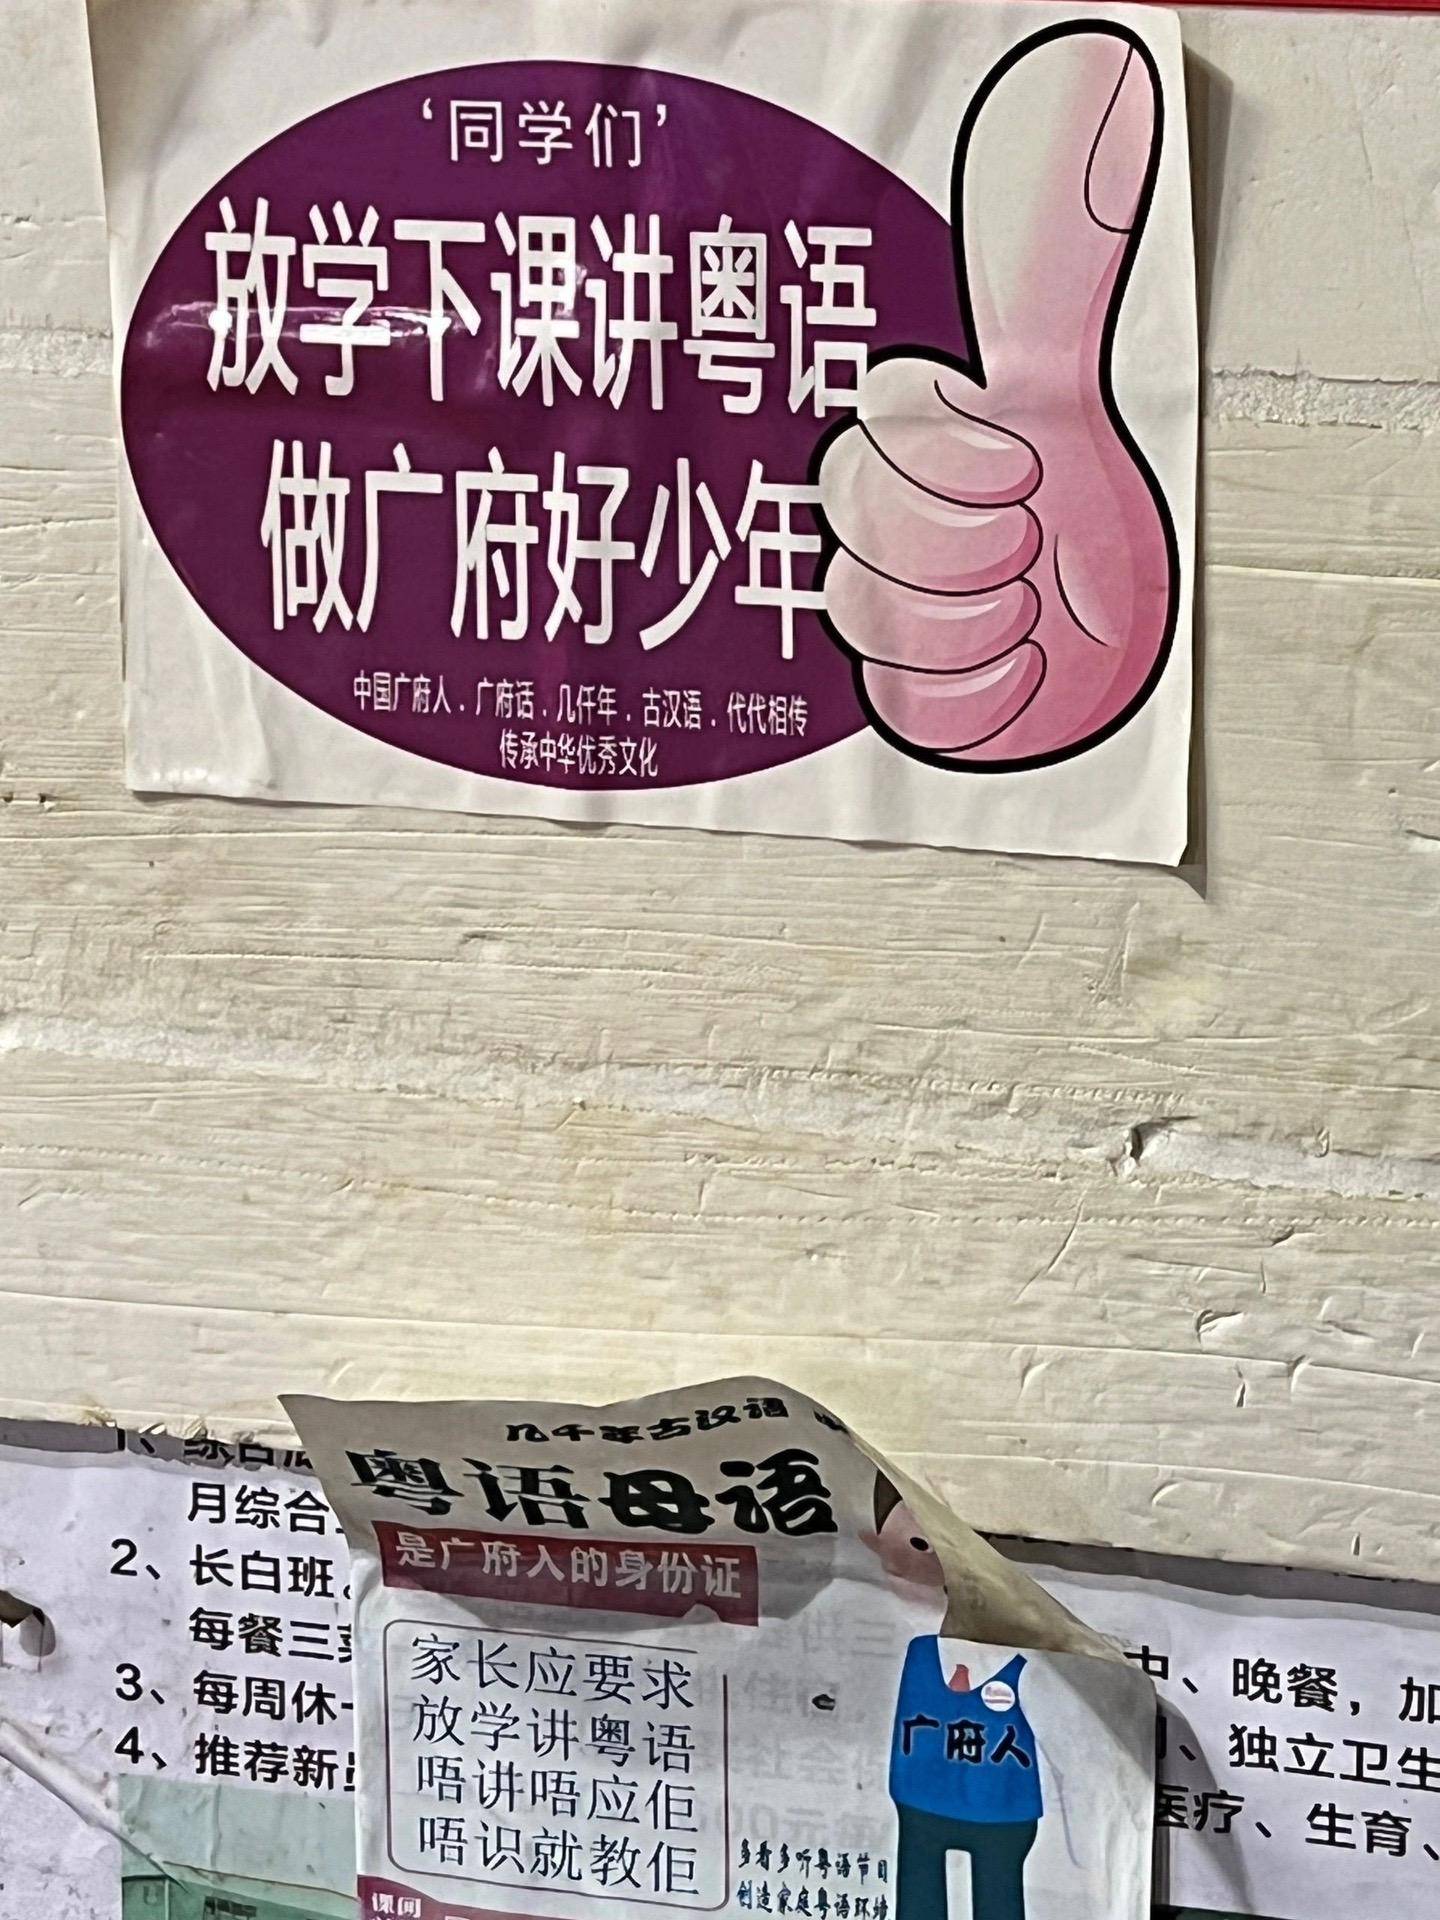 ‘同学们’
放学下课讲粤语
做广府好少年
中国广府人．广府话．几仟年．古汉语．代代相传
传承中华优秀文化
几千年古汉语
粤语母语
是广府人的身份证
家长应要求
放学讲粤语
唔讲唔应佢
唔识就教佢
广府人
多看多听粤语节目
创造家庭粤语环境
课间
1、综合
月综合
2、长白班
每餐三
3、每周休
4、推荐新
中、晚餐，加
、独立卫生
医疗、生育、